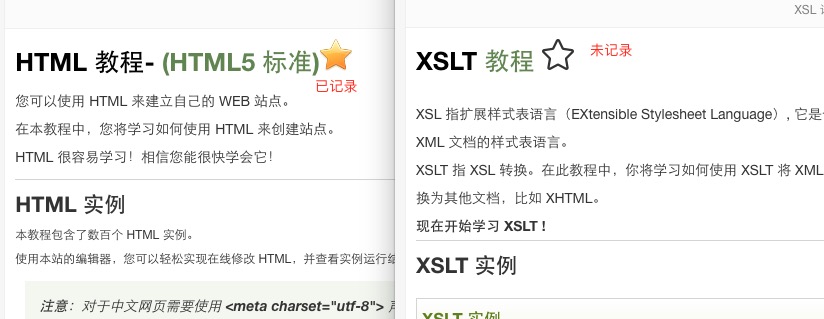 HTML 教程- (HTML5 标准)
已记录
您可以使用 HTML 来建立自己的 WEB 站点。
在本教程中，您将学习如何使用 HTML 来创建站点。
HTML 很容易学习！相信您能很快学会它！
HTML 实例
本教程包含了数百个 HTML 实例。
使用本站的编辑器，您可以轻松实现在线修改 HTML，并查看实例运行结
注意：对于中文网页需要使用 <meta charset="utf-8">
XSL
XSLT 教程
未记录
XSL 指扩展样式表语言（EXtensible Stylesheet Language）, 它是
XML 文档的样式表语言。
XSLT 指 XSL 转换。在此教程中，你将学习如何使用 XSLT 将 XML
换为其他文档，比如 XHTML。
现在开始学习 XSLT !
XSLT 实例
XSLT 实例